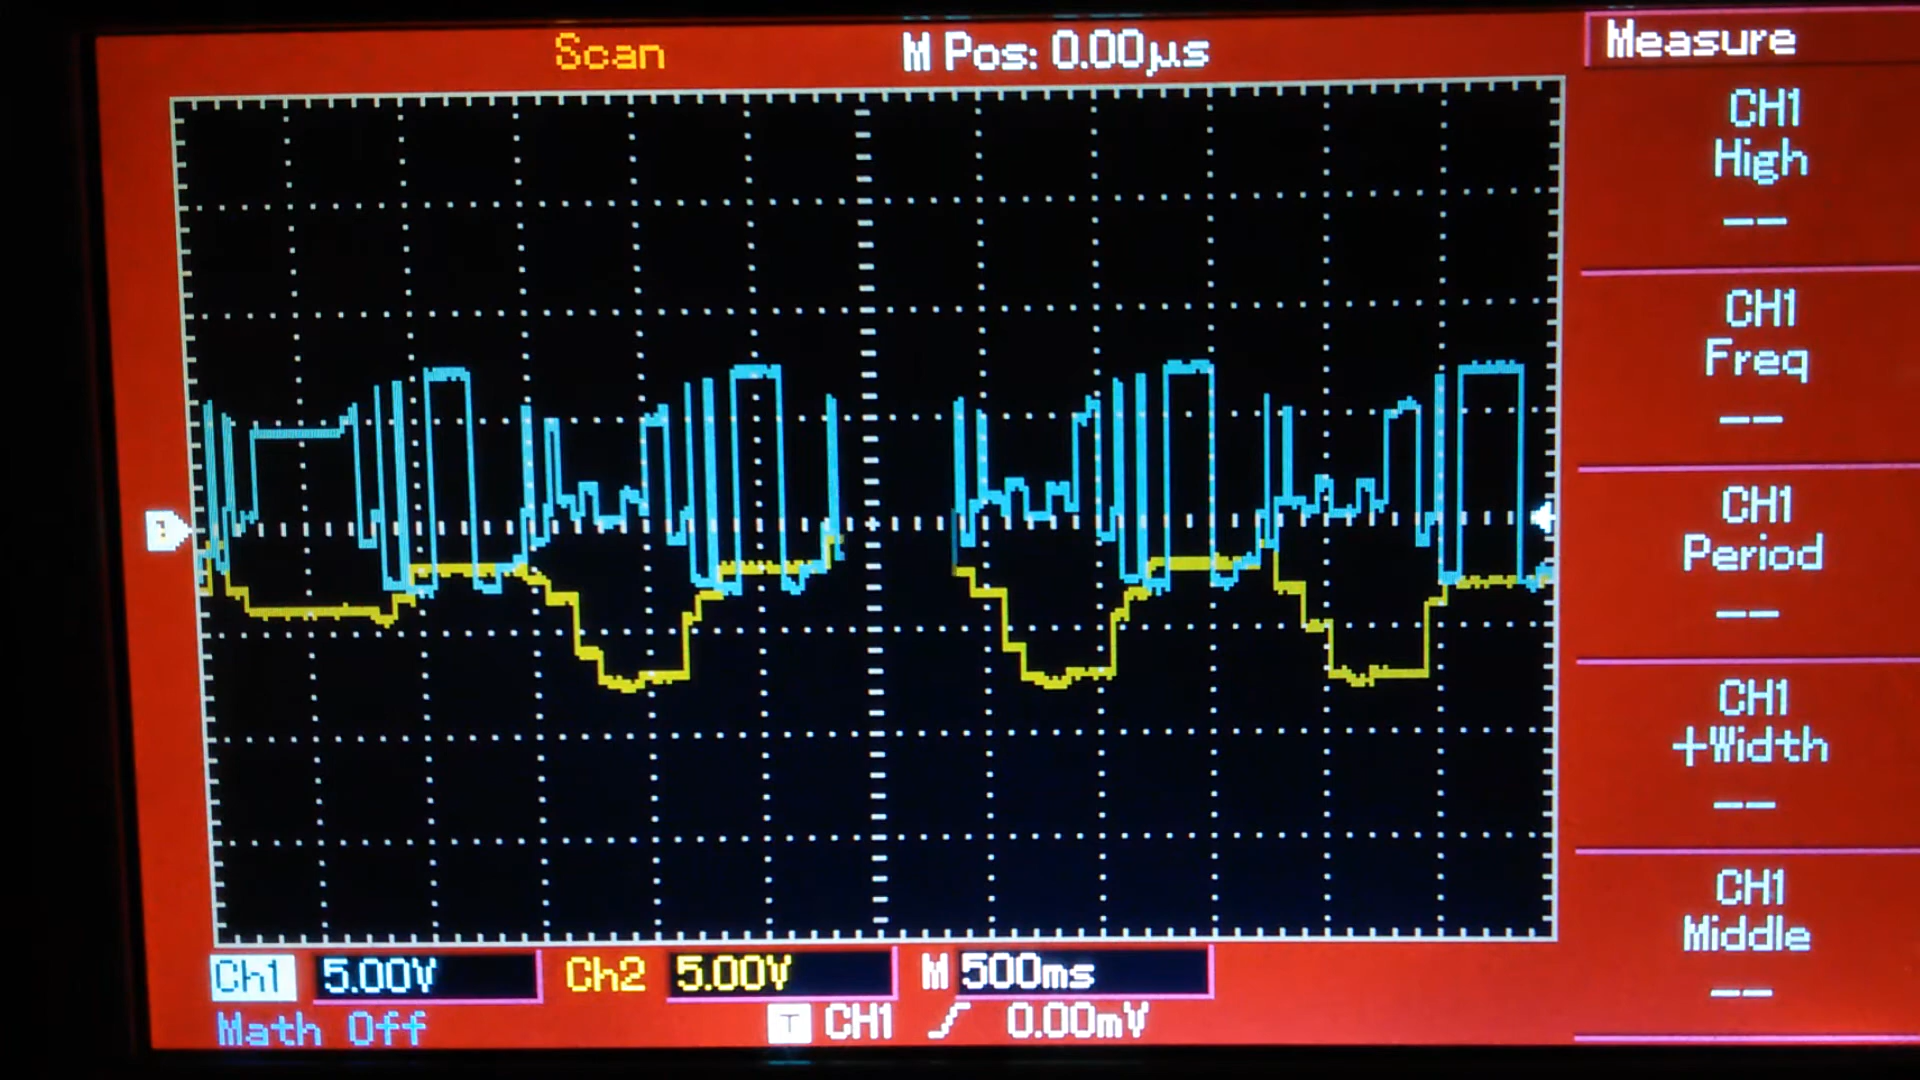 Scan M Pos: 0.00µs
Measure
CH1
High
--
CH1
Freq
--
CH1
Period
--
CH1
+Width
--
CH1
Middle
--
Ch1 5.00V Ch2 5.00V M 500ms
Math Off T CH1 0.00mV